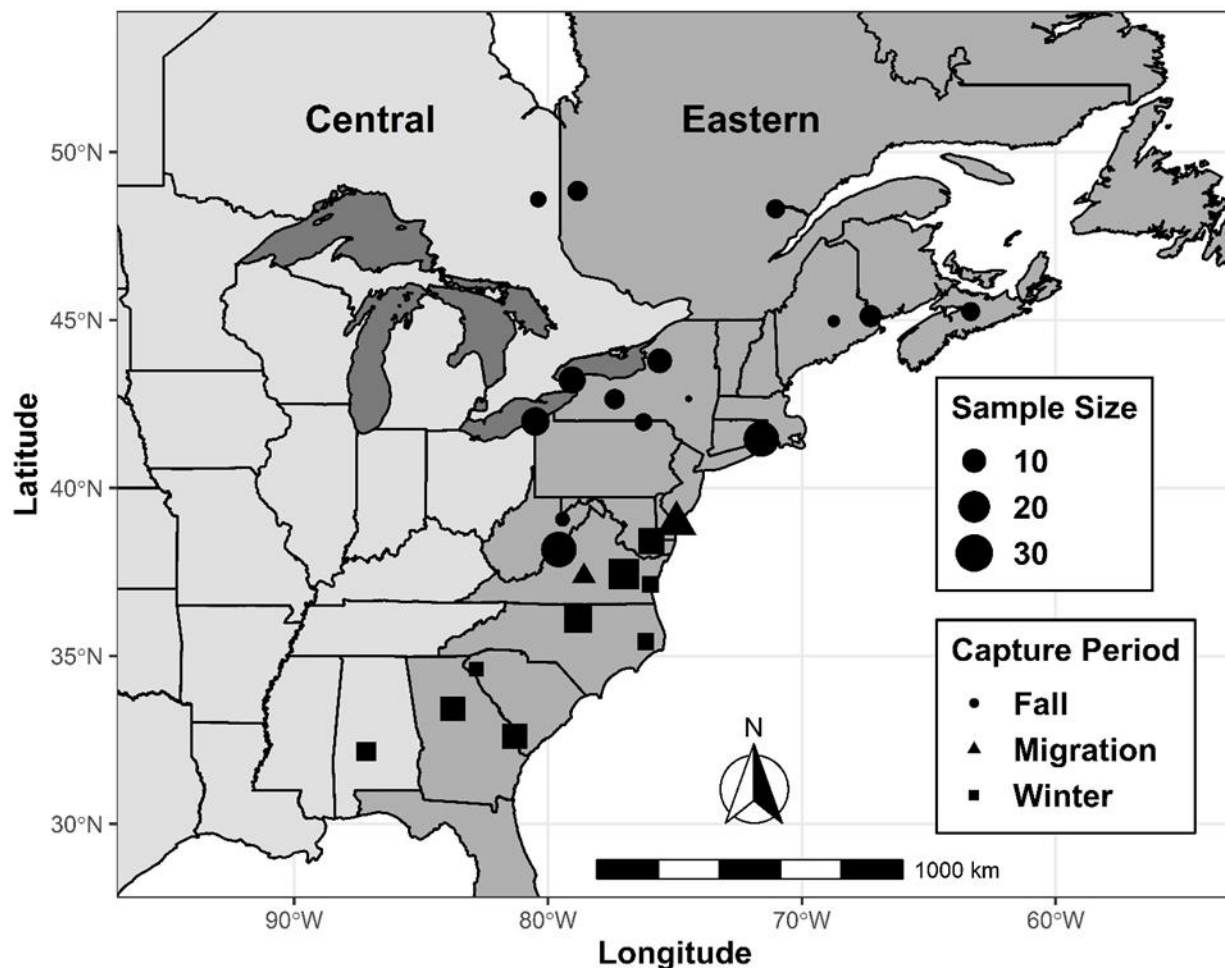 Central
Eastern
50°N
45°N
40°N
35°N
30°N
Latitude
Sample Size
10
20
30
Capture Period
Fall
Migration
Winter
N
1000 km
90°W
80°W
70°W
60°W
Longitude